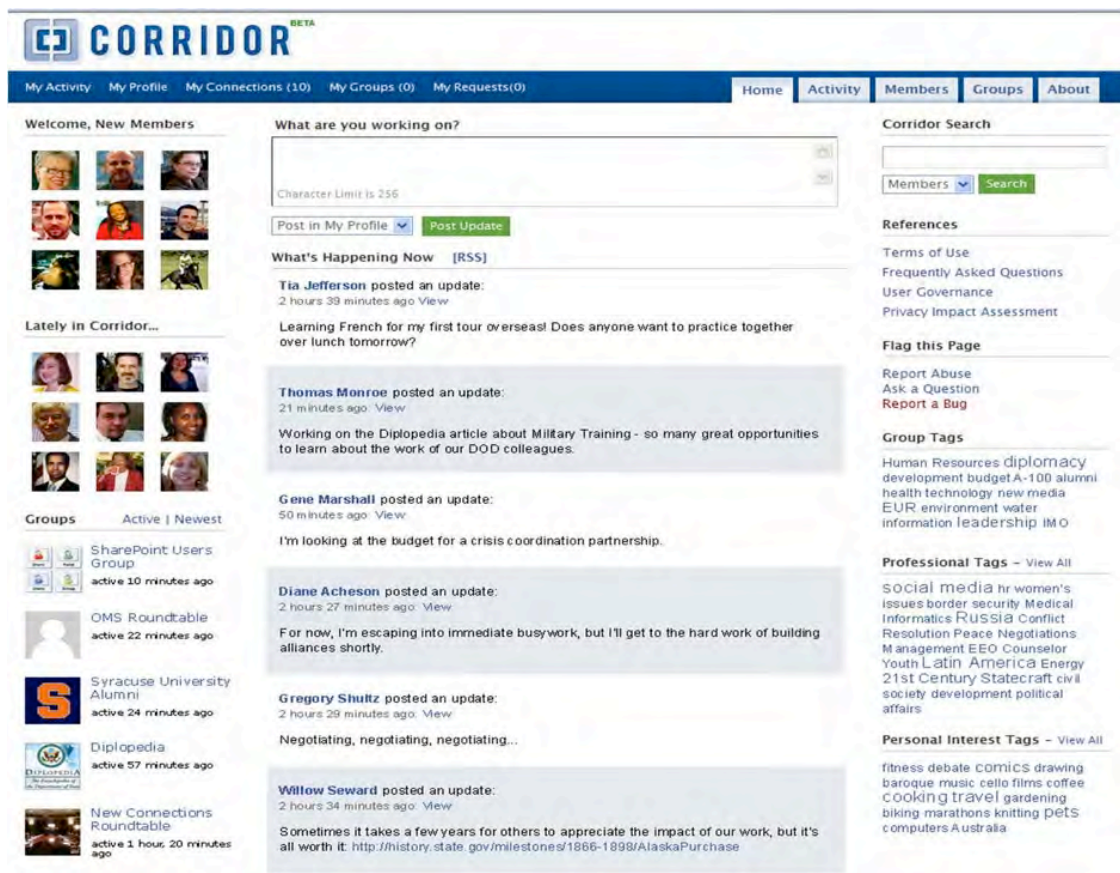 CORRIDOR BETA
My Activity My Profile My Connections (10) My Groups (0) My Requests(0)
Home Activity Members Groups About
Welcome, New Members
Lately in Corridor...
Groups Active | Newest
SharePoint Users
Group
active 10 minutes ago
OMS Roundtable
active 22 minutes ago
S
Syracuse University
Alumni
active 24 minutes ago
DIPLOPEDIA
Diplopedia
active 57 minutes ago
New Connections
Roundtable
active 1 hour, 20 minutes
ago
What are you working on?
Character Limit is 256
Post in My Profile Post Update
What's Happening Now [RSS]
Tia Jefferson posted an update:
2 hours 39 minutes ago View
Learning French for my first tour overseas! Does anyone want to practice together
over lunch tomorrow?
Thomas Monroe posted an update:
21 minutes ago View
Working on the Diplopedia article about Military Training - so many great opportunities
to learn about the work of our DOD colleagues.
Gene Marshall posted an update:
50 minutes ago View
I'm looking at the budget for a crisis coordination partnership.
Diane Acheson posted an update:
2 hours 27 minutes ago View
For now, I'm escaping into immediate busywork, but I'll get to the hard work of building
alliances shortly.
Gregory Shultz posted an update:
2 hours 29 minutes ago View
Negotiating, negotiating, negotiating...
Willow Seward posted an update:
2 hours 34 minutes ago View
Sometimes it takes a few years for others to appreciate the impact of our work, but it's
all worth it: http://history.state.gov/milestones/1866-1898/AlaskaPurchase
Corridor Search
Members Search
References
Terms of Use
Frequently Asked Questions
User Governance
Privacy Impact Assessment
Flag this Page
Report Abuse
Ask a Question
Report a Bug
Group Tags
Human Resources diplomacy
development budget A-100 alumni
health technology new media
EUR environment water
information leadership IMO
Professional Tags – View All
social media hr women's
issues border security Medical
Informatics Russia Conflict
Resolution Peace Negotiations
Management EEO Counselor
Youth Latin America Energy
21st Century Statecraft civil
society development political
affairs
Personal Interest Tags – View All
fitness debate comics drawing
baroque music cello films coffee
cooking travel gardening
biking marathons knitting pets
computers Australia